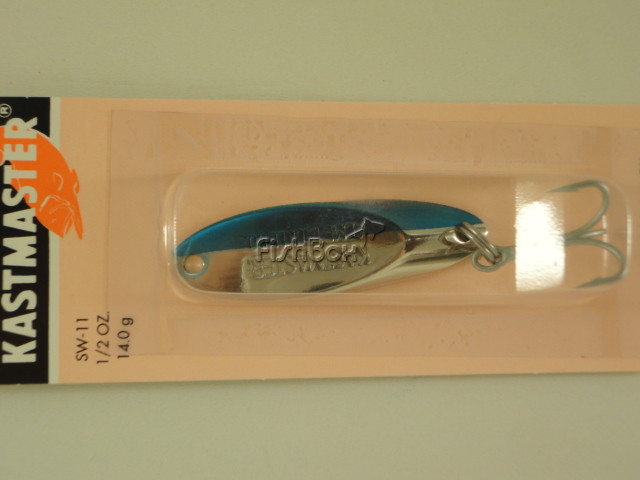 KASTMASTER®
SW-11
1/2 OZ.
14.0 g
FishBox